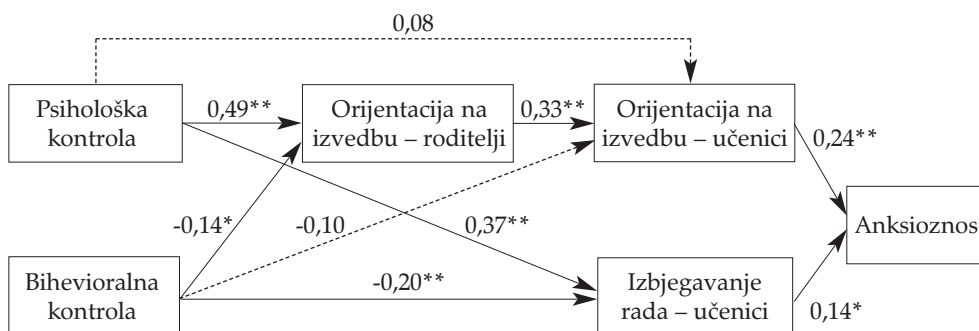 0,08
Psihološka
kontrola
0,49**
Orijentacija na
izvedbu – roditelji
0,33**
Orijentacija na
izvedbu – učenici
0,24**
-0,14*
-0,10
0,37**
Anksioznos
Bihevioralna
kontrola
-0,20**
Izbjegavanje
rada – učenici
0,14*